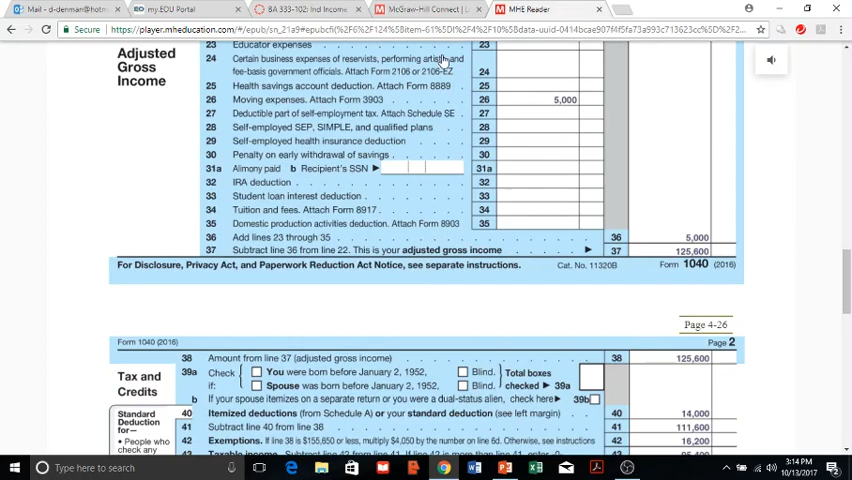 Mail - d-denman@hotm
my.EDU Portal
BA 333-102: Ind Incom
McGraw-Hill Connect | L
MHE Reader
Secure
https://player.mheducation.com/#epubcfi(%2F6%2F124%5Bitem-61%5D!%2F4%2F10%5Bdata-uuid-0414bcae907f4973a993c713623cc%5D%2F2%2F2%5Bdata-uu
Adjusted
Gross
Income
23 Educator expenses 23
24 Certain business expenses of reservists, performing artists, and
fee-basis government officials. Attach Form 2106 or 2106-EZ 24
25 Health savings account deduction. Attach Form 8889 25
26 Moving expenses. Attach Form 3903 26 5,000
27 Deductible part of self-employment tax. Attach Schedule SE 27
28 Self-employed SEP, SIMPLE, and qualified plans 28
29 Self-employed health insurance deduction 29
30 Penalty on early withdrawal of savings 30
31a Alimony paid b Recipient's SSN ▶ 31a
32 IRA deduction 32
33 Student loan interest deduction 33
34 Tuition and fees. Attach Form 8917 34
35 Domestic production activities deduction. Attach Form 8903 35
36 Add lines 23 through 35 36 5,000
37 Subtract line 36 from line 22. This is your adjusted gross income ▶ 37 125,600
For Disclosure, Privacy Act, and Paperwork Reduction Act Notice, see separate instructions. Cat. No. 11320B Form 1040 (2016)
Page 4-26
Form 1040 (2016) Page 2
Tax and
Credits
38 Amount from line 37 (adjusted gross income) 38 125,600
39a Check You were born before January 2, 1952, Blind. Total boxes
if: Spouse was born before January 2, 1952, Blind. checked ▶ 39a
b If your spouse itemizes on a separate return or you were a dual-status alien, check here ▶ 39b
Standard
Deduction
for—
• People who
check any
40 Itemized deductions (from Schedule A) or your standard deduction (see left margin) 40 14,000
41 Subtract line 40 from line 38 41 111,600
42 Exemptions. If line 38 is $155,650 or less, multiply $4,050 by the number on line 6d. Otherwise, see instructions 42 16,200
Type here to search
3:14 PM
10/13/2017